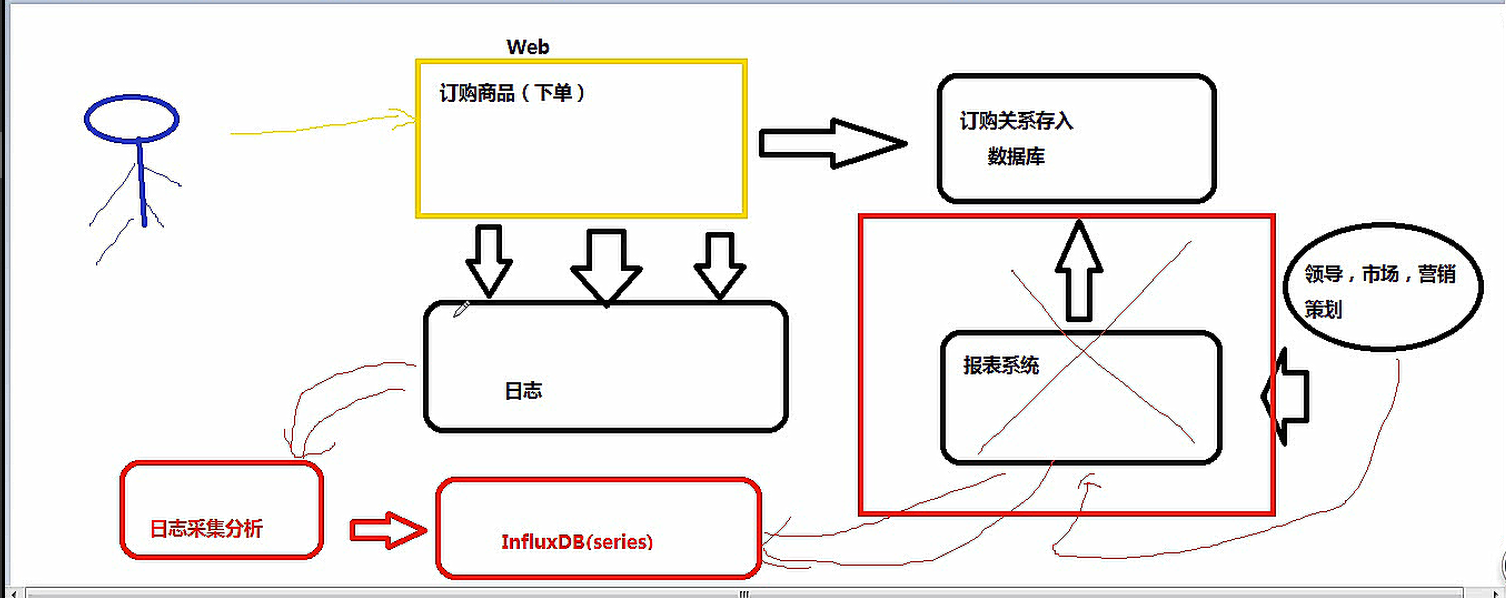 Web
订购商品（下单）
订购关系存入
数据库
领导，市场，营销
策划
报表系统
日志
日志采集分析
InfluxDB(series)